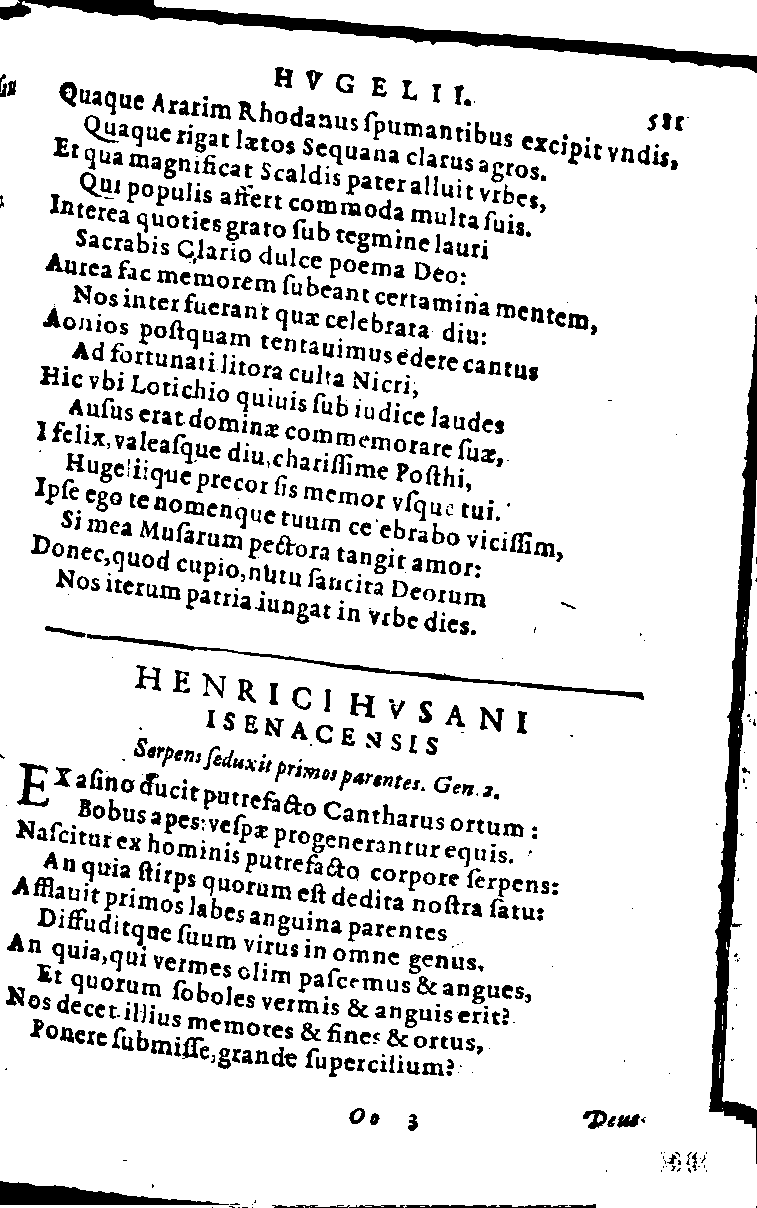 HVGELII. 581
Quaque Ararim Rhodanus ſpumantibus excipit vndis,
Quaque rigat lætos Sequana clarus agros.
Et qua magnificat Scaldis pater alluit vrbes,
Qui populis affert commoda multa ſuis.
Interea quoties grato ſub tegmine lauri
Sacrabis Clario dulce poema Deo:
Aurea fac memorem ſubeant certamina mentem,
Nos inter fuerant quæ celebrata diu:
Aonios poſtquam tentauimus edere cantus
Ad fortunati litora culta Nicri,
Hic vbi Lotichio quiuis ſub iudice laudes
Auſus erat dominæ commemorare ſuæ,
I felix, valeaſque diu, chariſſime Poſthi,
Hugeliique precor ſis memor vſque tui.
Ipſe ego te nomenque tuum ce ebrabo viciſſim,
Si mea Muſarum pectora tangit amor:
Donec, quod cupio, nutu ſancita Deorum
Nos iterum patria iungat in vrbe dies.
HENRICI HVSANI
ISENACENSIS
Serpens ſeduxit primos parentes. Gen. 2.
EX aſino ducit putrefacto Cantharus ortum:
Bobus apes: veſpæ progenerantur equis.
Naſcitur ex hominis putrefacto corpore ſerpens:
An quia ſtirps quorum eſt dedita noſtra ſatu:
Afflauit primos labes anguina parentes
Diffuditque ſuum virus in omne genus.
An quia, qui vermes olim paſcemus & angues,
Et quorum ſoboles vermis & anguis erit?
Nos decet illius memores & fines & ortus,
Ponere ſubmiſſe, grande ſupercilium?
Oo 3 Deus